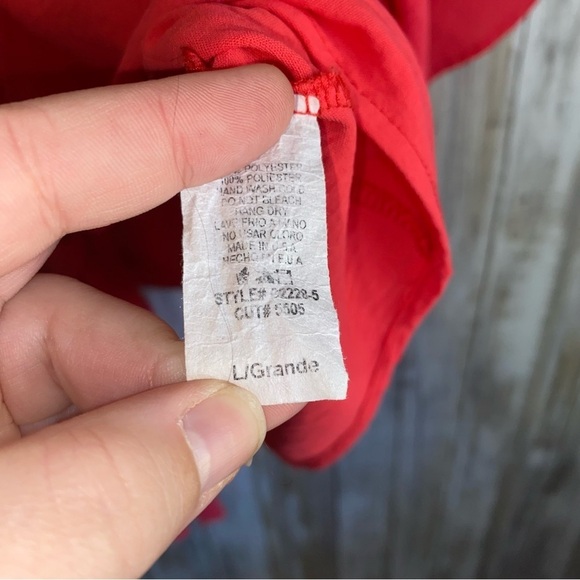 POLYESTER
100% POLIESTER
HAND WASH COLD
DO NOT BLEACH
HANG DRY
LAVE FRIO A MANO
NO USAR CLORO
MADE IN U.S.A
HECHO EN E.U.A
STYLE#
CUT# 5505
L/Grande